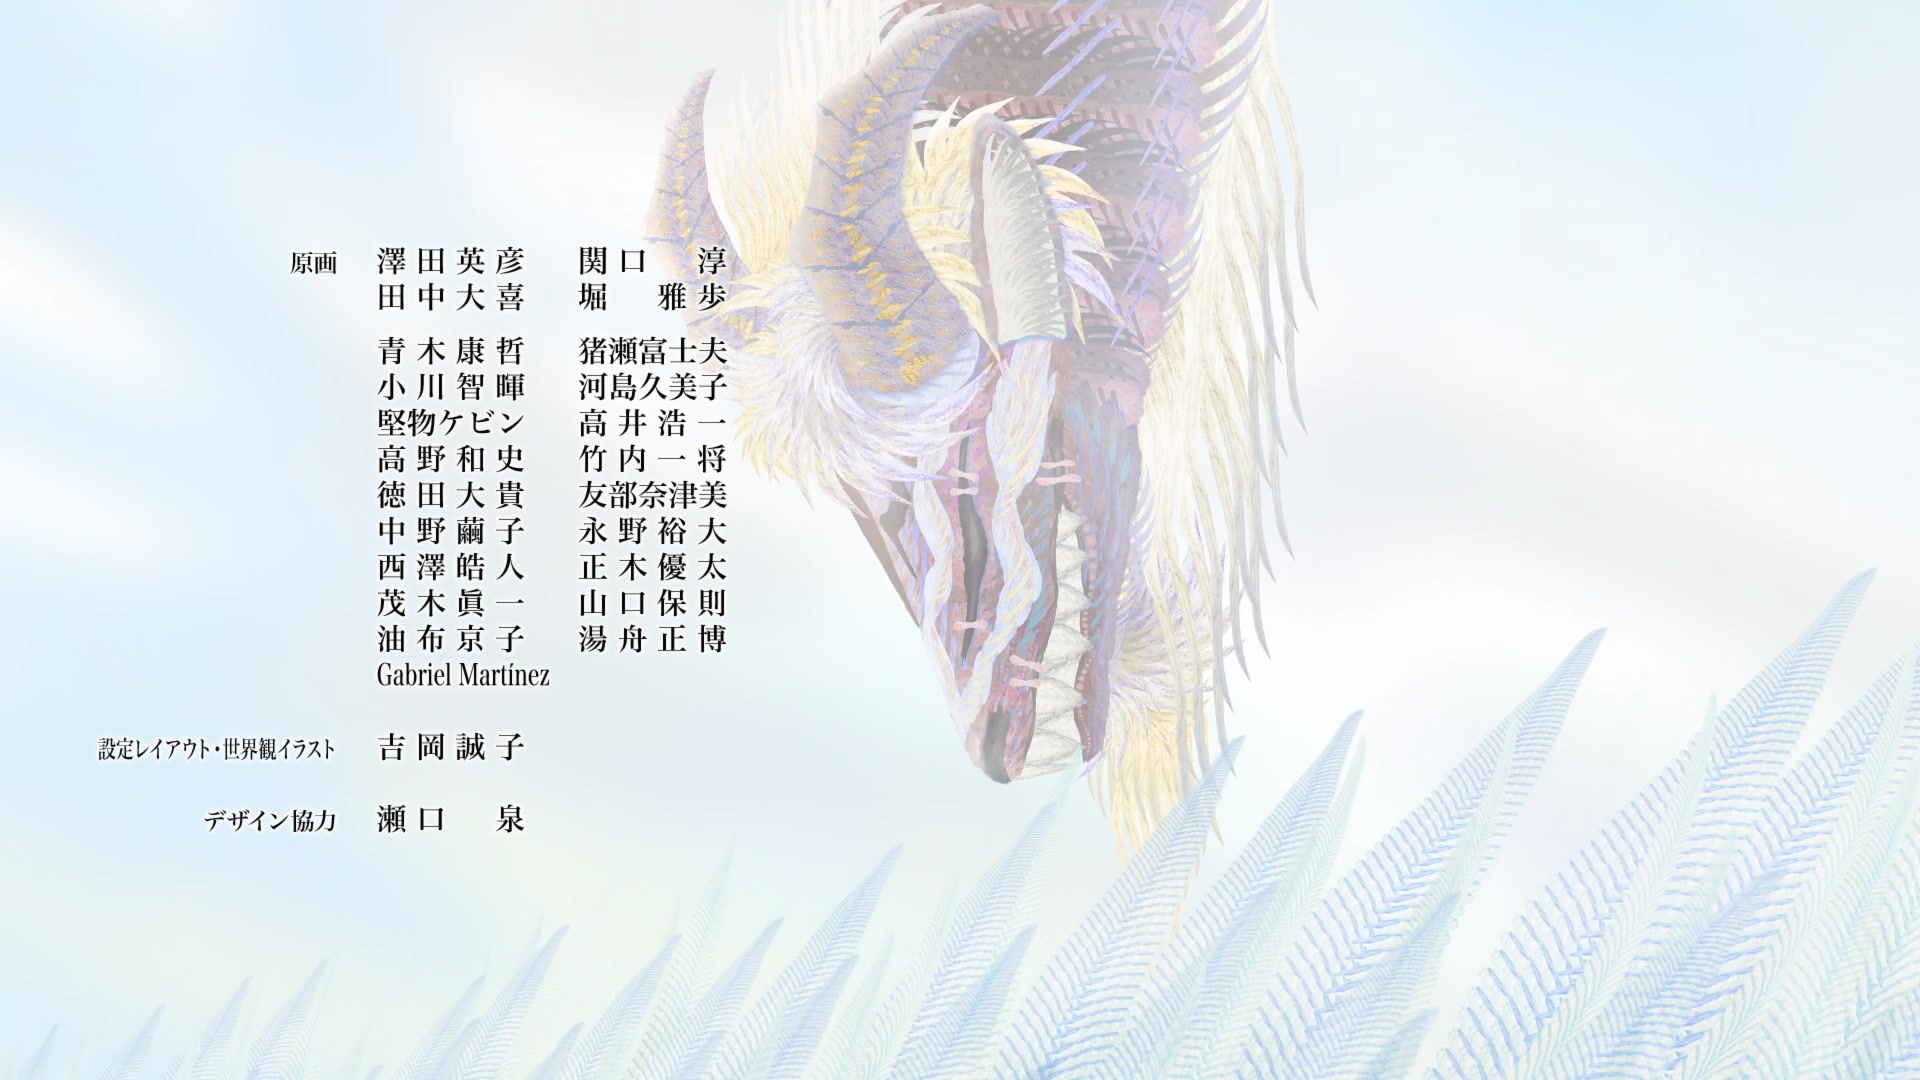 原画 澤田英彦 関口 淳
田中大喜 堀 雅歩
青木康哲 猪瀬富士夫
小川智暉 河島久美子
堅物ケビン 高井浩一
高野和史 竹内一将
徳田大貴 友部奈津美
中野繭子 永野裕大
西澤皓人 正木優太
茂木眞一 山口保則
油布京子 湯舟正博
Gabriel Martínez
設定レイアウト・世界観イラスト 吉岡誠子
デザイン協力 瀬口 泉